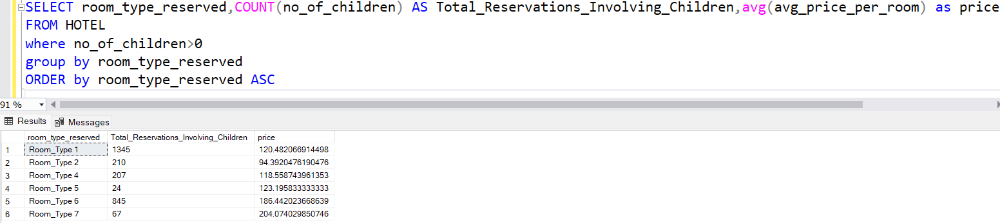 SELECT room_type_reserved,COUNT(no_of_children) AS Total_Reservations_Involving_Children,avg(avg_price_per_room) as price
FROM HOTEL
where no_of_children>0
group by room_type_reserved
ORDER by room_type_reserved ASC
91 %
Results Messages
room_type_reserved Total_Reservations_Involving_Children price
1 Room_Type 1 1345 120.482066914498
2 Room_Type 2 210 94.3920476190476
3 Room_Type 4 207 118.558743961353
4 Room_Type 5 24 123.195833333333
5 Room_Type 6 845 186.442023668639
6 Room_Type 7 67 204.074029850746